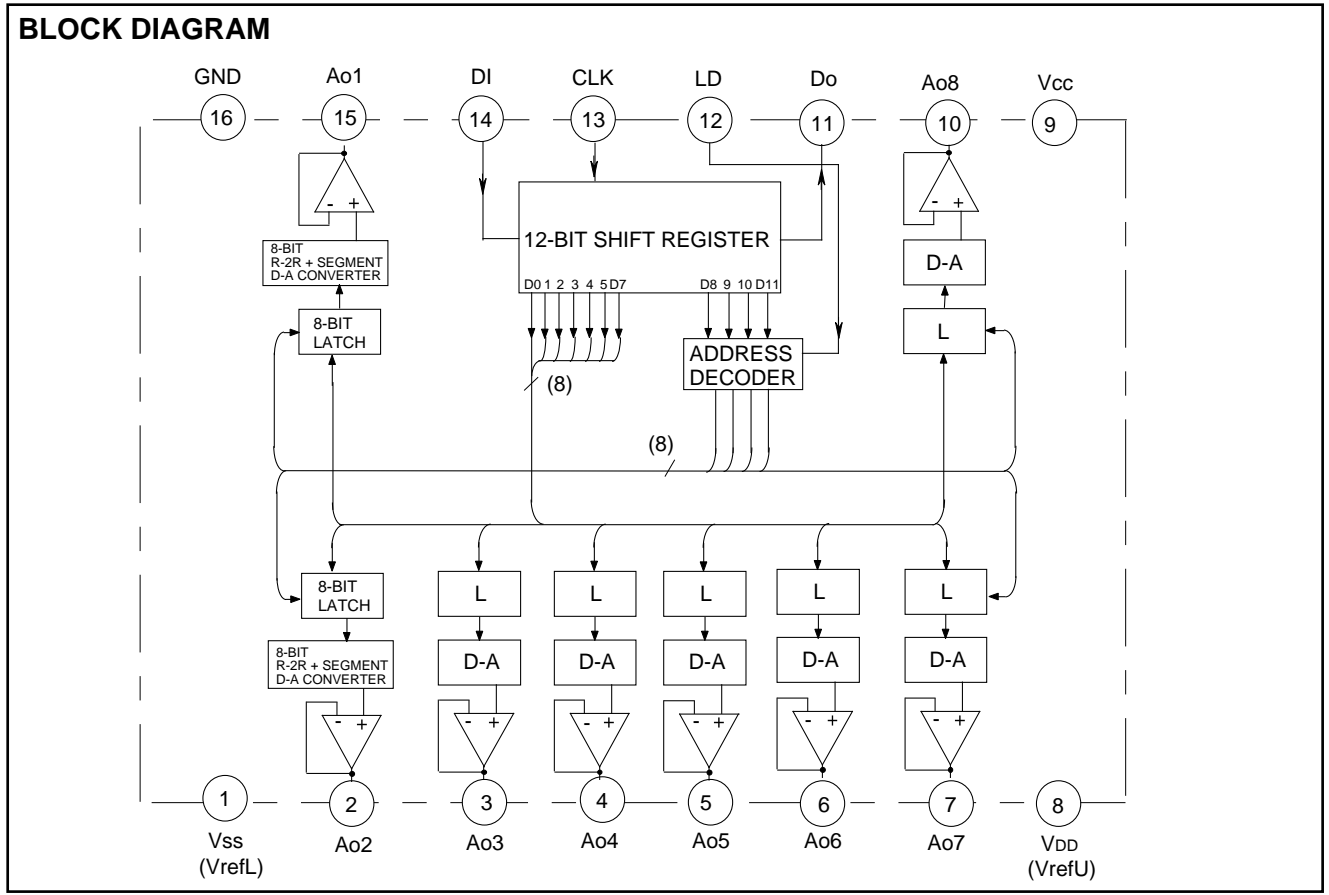 BLOCK DIAGRAM
GND Ao1 DI CLK LD Do Ao8 Vcc
16 15 14 13 12 11 10 9
- +
- +
8-BIT
R-2R + SEGMENT
D-A CONVERTER
12-BIT SHIFT REGISTER
D-A
D0 1 2 3 4 5 D7 D8 9 10 D11
8-BIT
LATCH
L
ADDRESS
DECODER
(8)
(8)
8-BIT
LATCH
L L L L L
8-BIT
R-2R + SEGMENT
D-A CONVERTER
D-A D-A D-A D-A D-A
- + - + - + - + - + - +
1 2 3 4 5 6 7 8
Vss
(VrefL)
Ao2 Ao3 Ao4 Ao5 Ao6 Ao7
VDD
(VrefU)